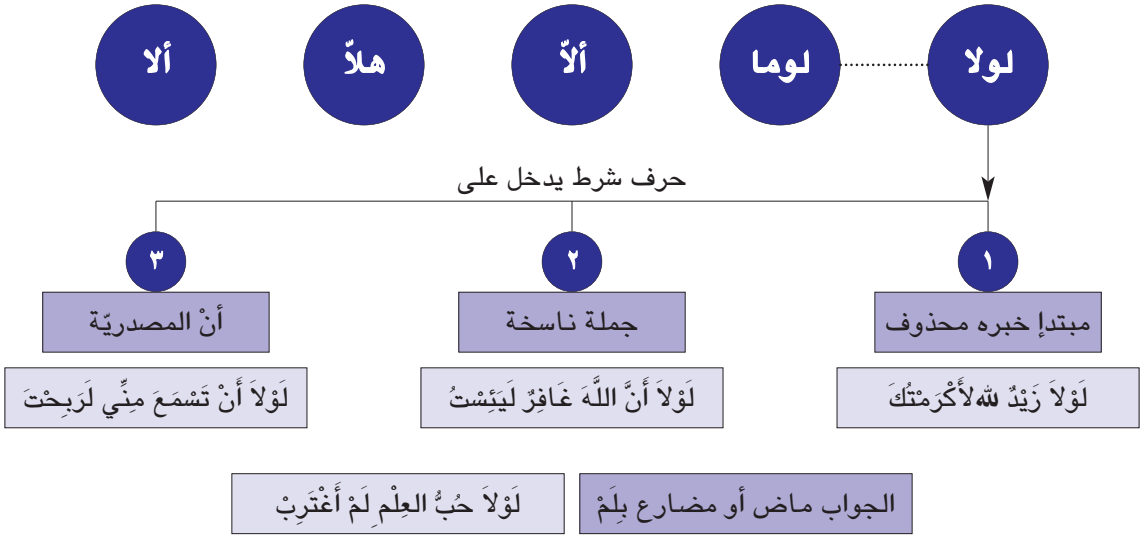 لولا
لوما
ألاّ
هلاّ
ألا
حرف شرط يدخل على
١
٢
٣
مبتدإ خبره محذوف
جملة ناسخة
أنْ المصدريّة
لَوْلاَ زَيْدٌ لله لأَكْرَمْتُكَ
لَوْلاَ أَنَّ اللَّهَ غَافِرٌ لَيَئِسْتُ
لَوْلاَ أَنْ تَسْمَعَ مِنِّي لَرَبِحْتَ
الجواب ماض أو مضارع بِلَمْ
لَوْلاَ حُبُّ العِلْمِ لَمْ أَغْتَرِبْ